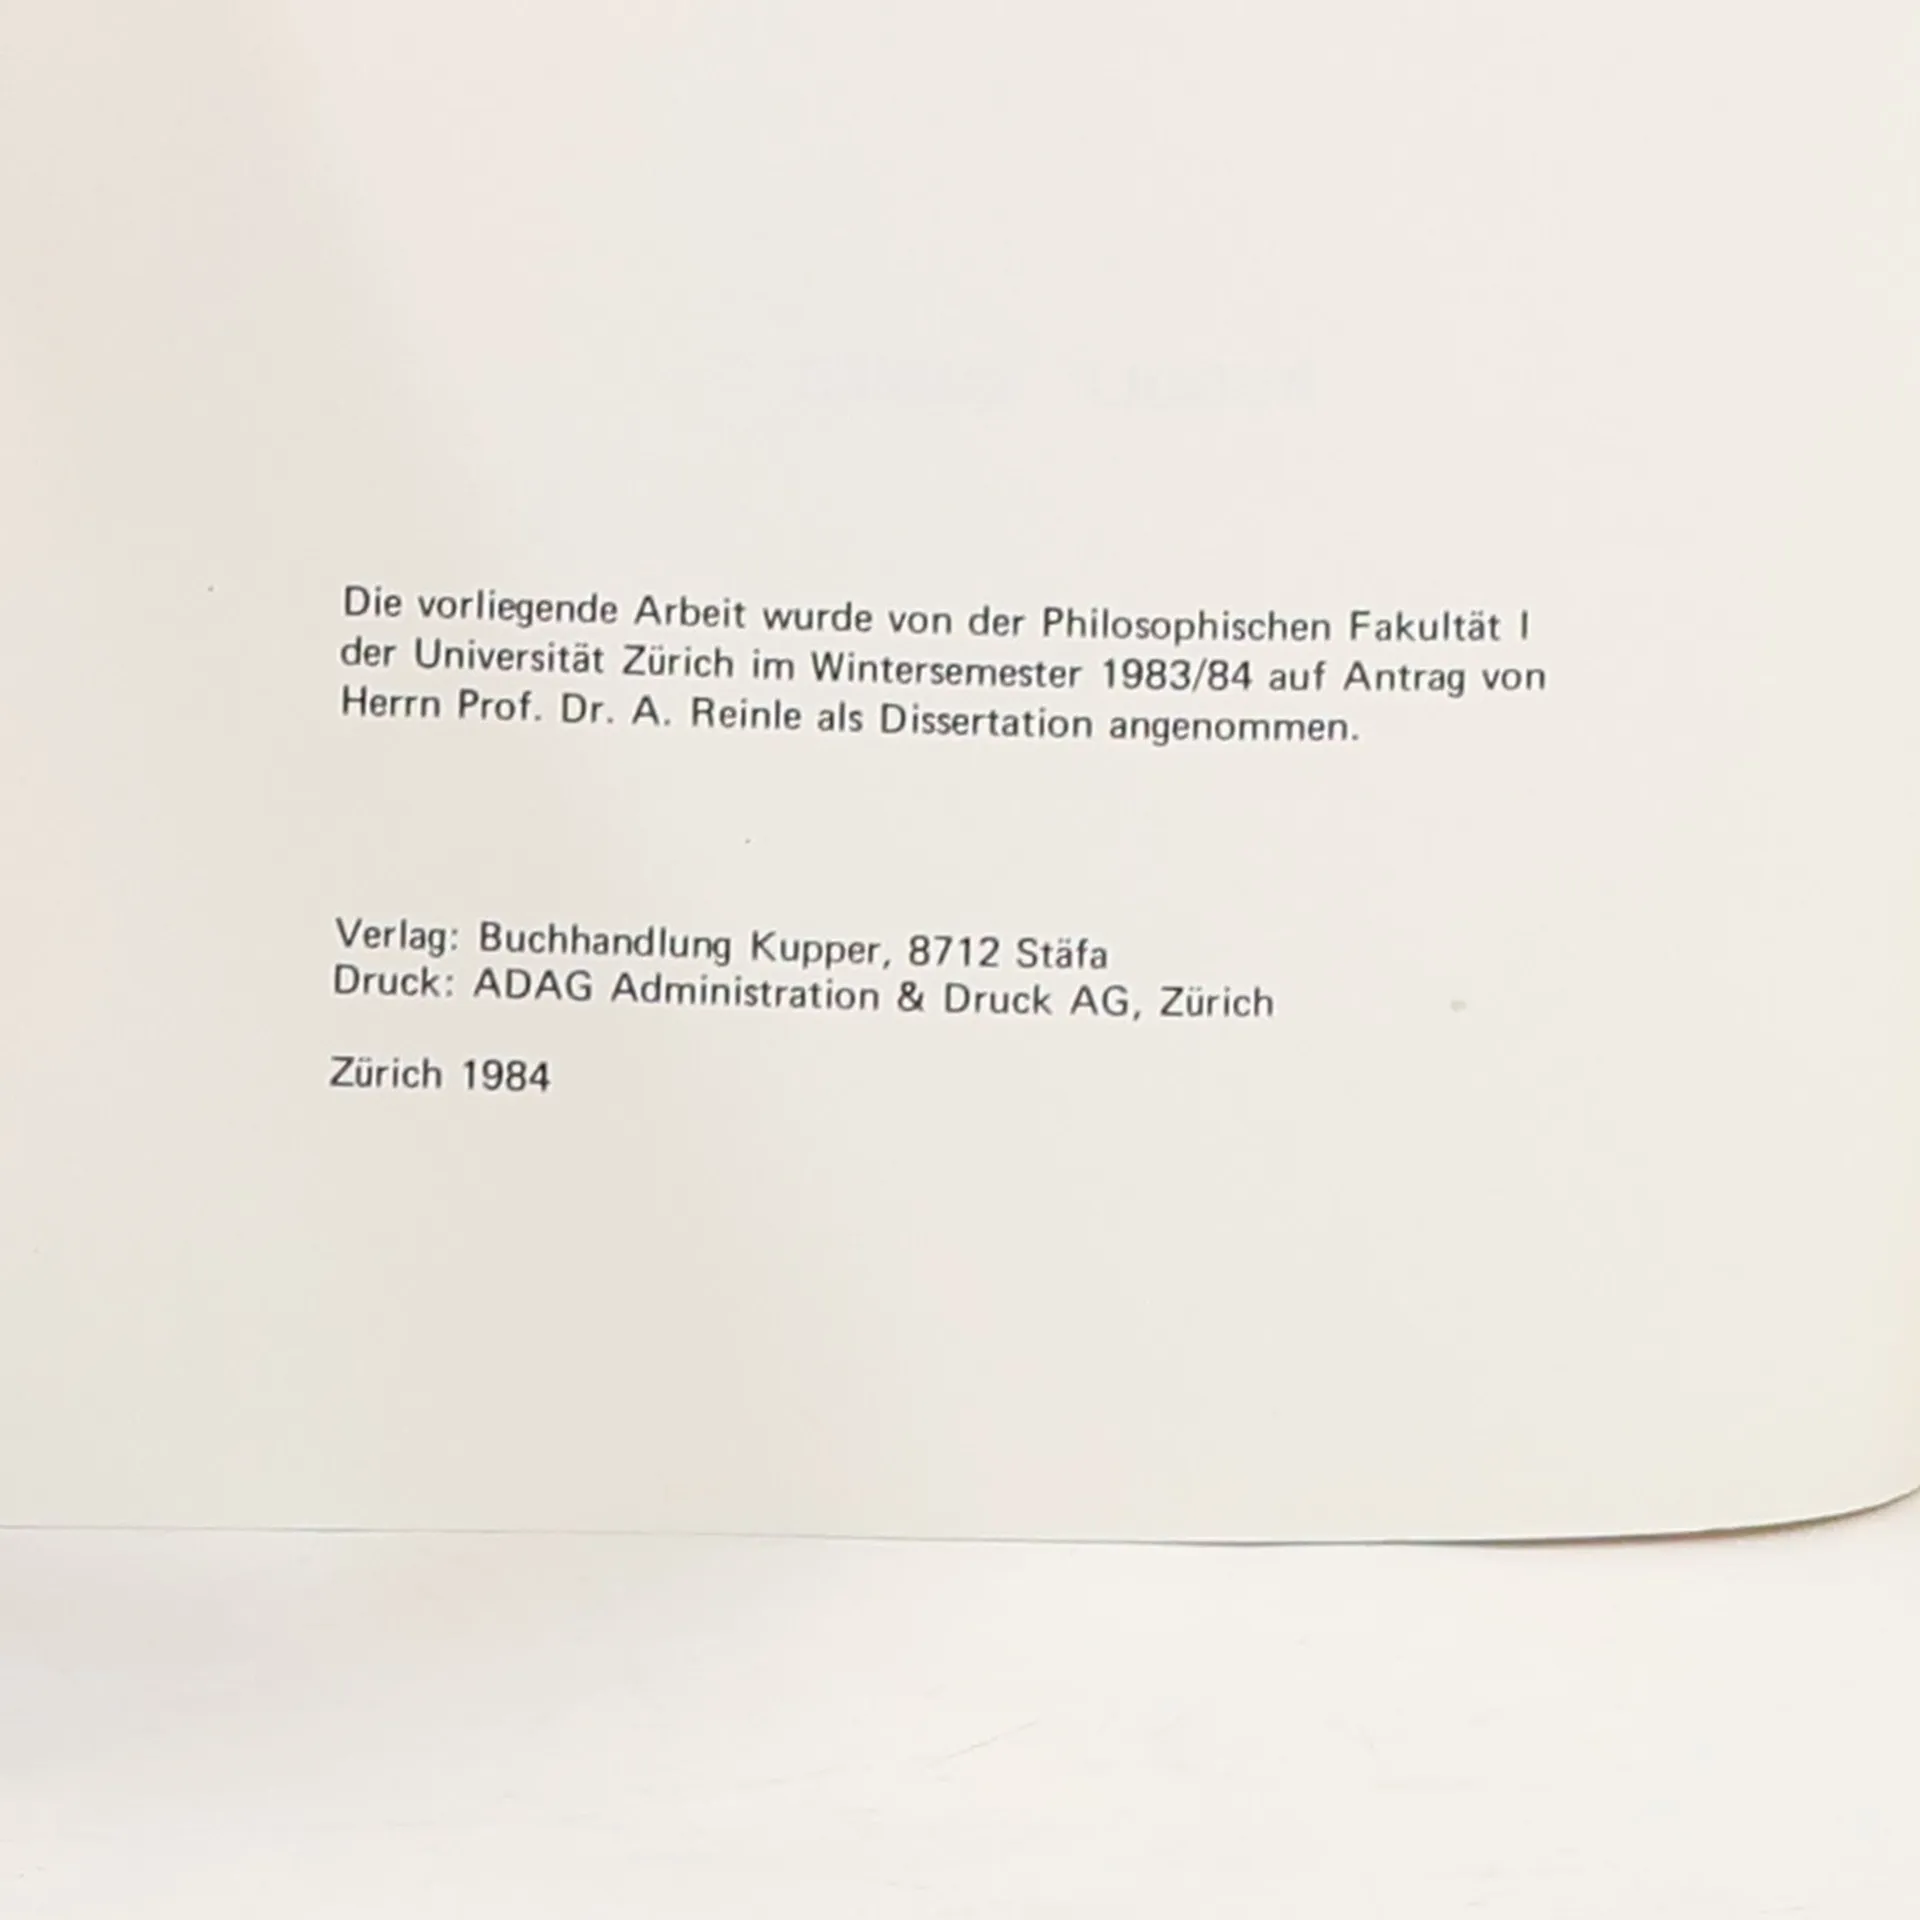 Die vorliegende Arbeit wurde von der Philosophischen Fakultät I
der Universität Zürich im Wintersemester 1983/84 auf Antrag von
Herrn Prof. Dr. A. Reinle als Dissertation angenommen.
Verlag: Buchhandlung Kupper, 8712 Stäfa
Druck: ADAG Administration & Druck AG, Zürich
Zürich 1984